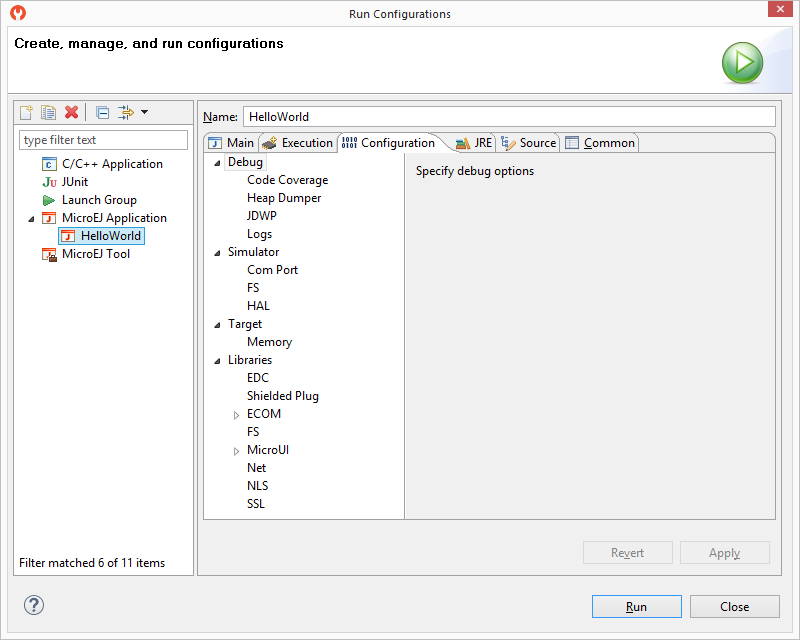 Run Configurations
Create, manage, and run configurations
type filter text
C/C++ Application
JUnit
Launch Group
MicroEJ Application
HelloWorld
MicroEJ Tool
Filter matched 6 of 11 items
Name: HelloWorld
Main Execution Configuration JRE Source Common
Debug
Code Coverage
Heap Dumper
JDWP
Logs
Simulator
Com Port
FS
HAL
Target
Memory
Libraries
EDC
Shielded Plug
ECOM
FS
MicroUI
Net
NLS
SSL
Specify debug options
Revert Apply
Run Close